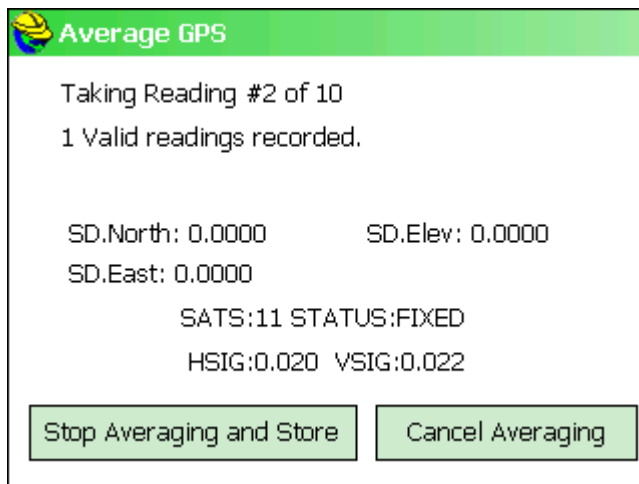 Average GPS
Taking Reading #2 of 10
1 Valid readings recorded.
SD.North: 0.0000 SD.Elev: 0.0000
SD.East: 0.0000
SATS:11 STATUS:FIXED
HSIG:0.020 VSIG:0.022
Stop Averaging and Store Cancel Averaging